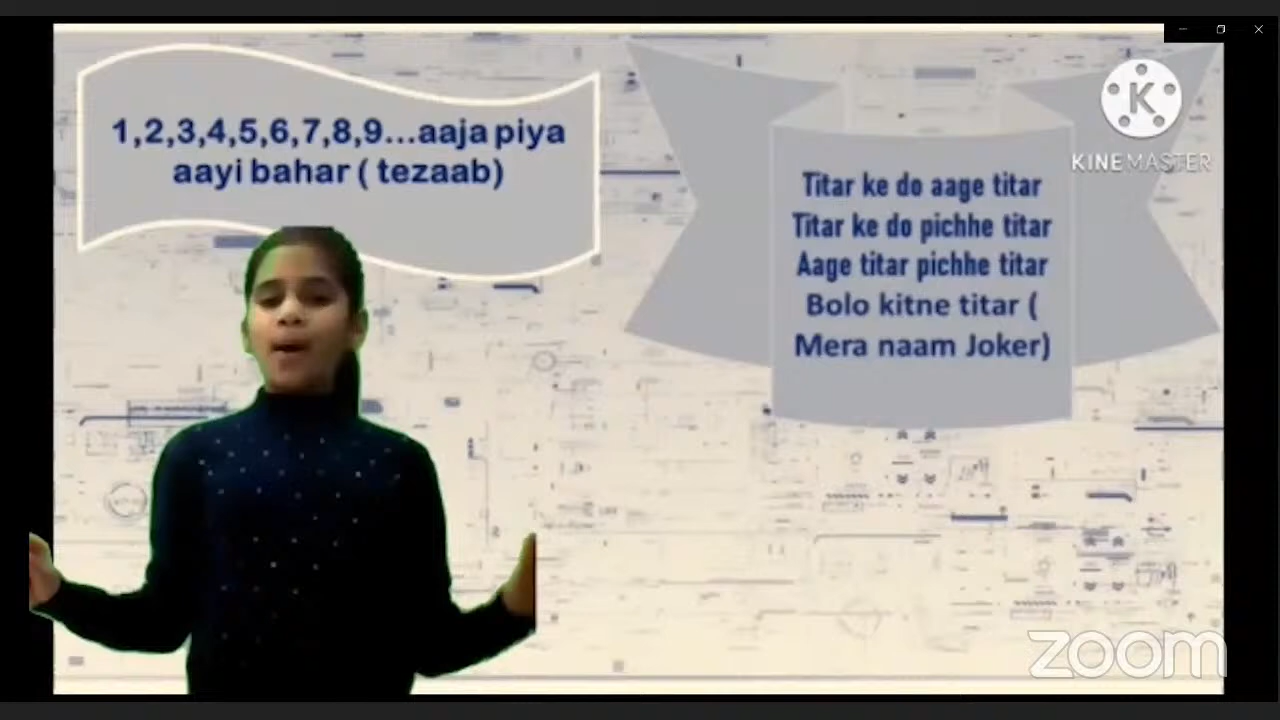 1,2,3,4,5,6,7,8,9...aaja piya
aayi bahar ( tezaab)
Titar ke do aage titar
Titar ke do pichhe titar
Aage titar pichhe titar
Bolo kitne titar (
Mera naam Joker)
K
KINEMASTER
zoom